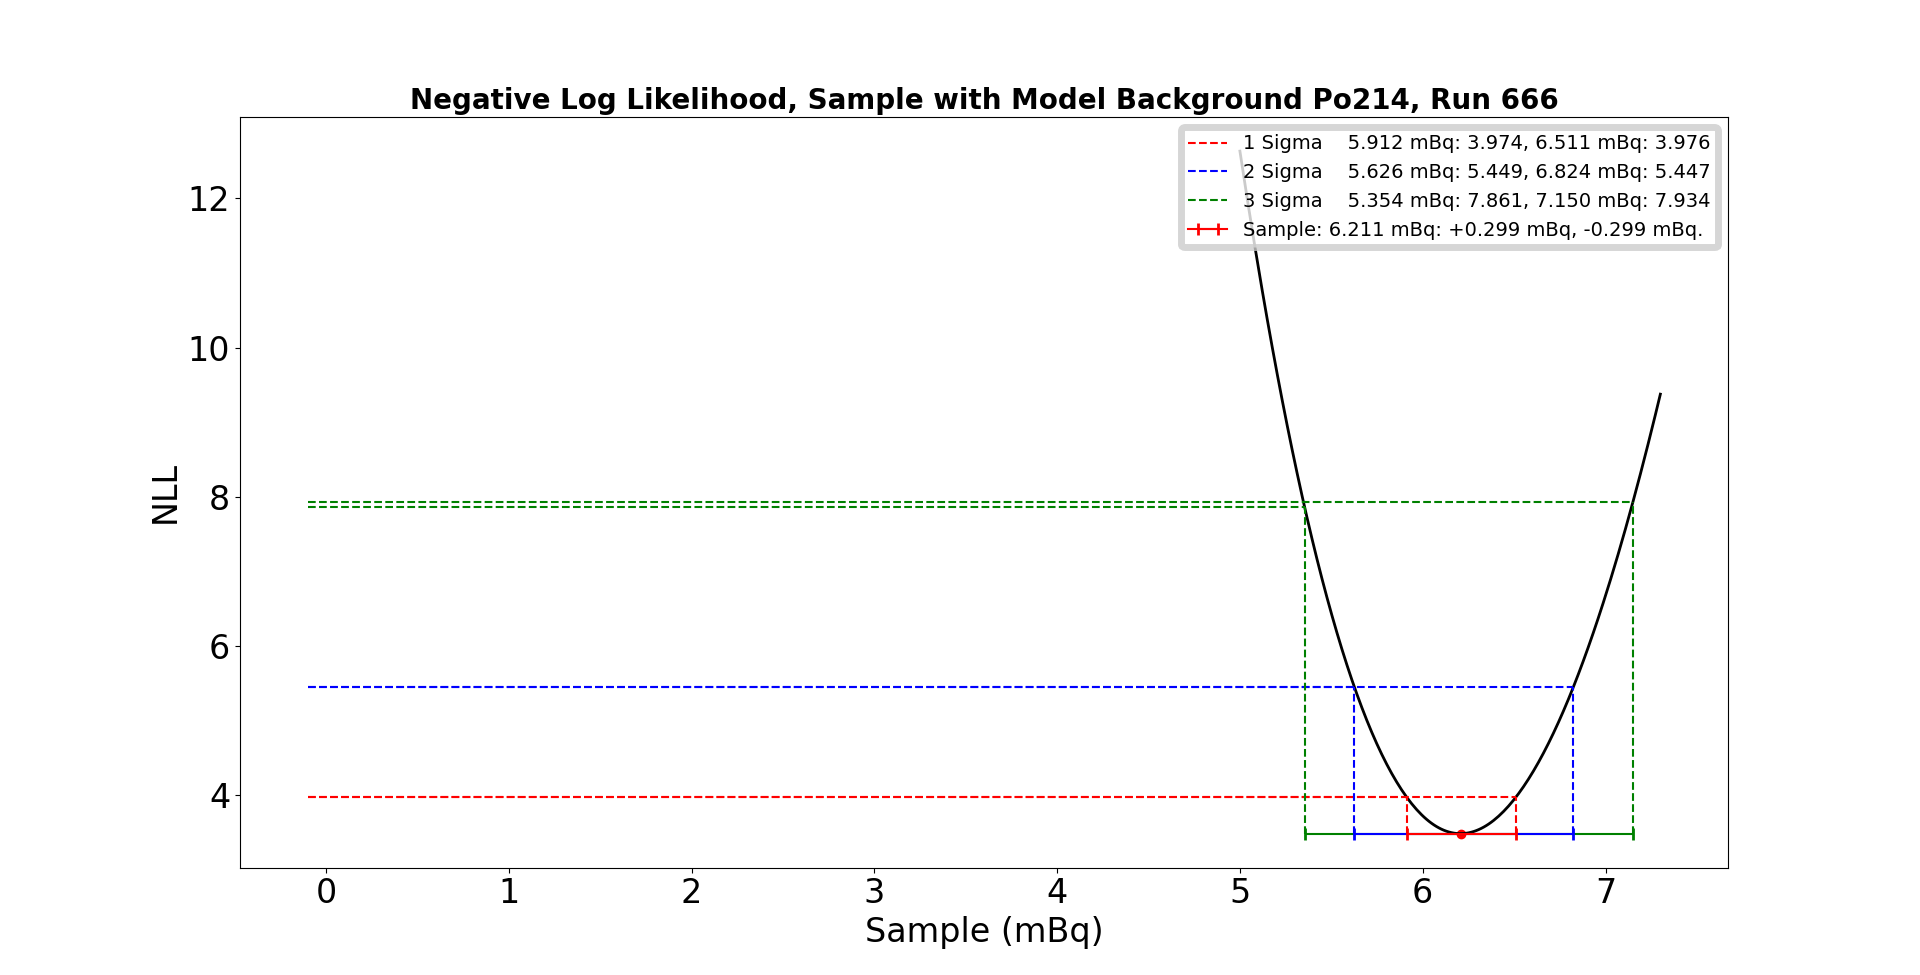 Negative Log Likelihood, Sample with Model Background Po214, Run 666
1 Sigma    5.912 mBq: 3.974, 6.511 mBq: 3.976
2 Sigma    5.626 mBq: 5.449, 6.824 mBq: 5.447
3 Sigma    5.354 mBq: 7.861, 7.150 mBq: 7.934
Sample: 6.211 mBq: +0.299 mBq, -0.299 mBq.
NLL
12
10
8
6
4
0 1 2 3 4 5 6 7
Sample (mBq)